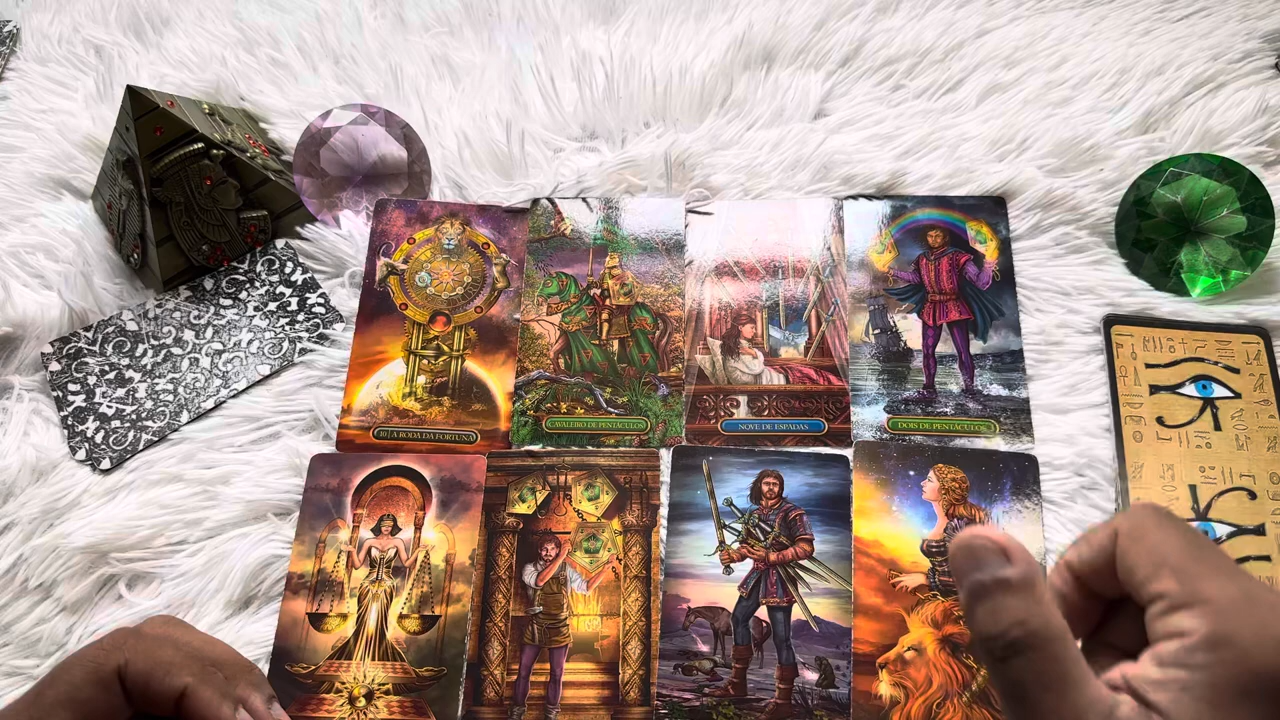 10 | A RODA DA FORTUNA
CAVALEIRO DE PENTÁCULOS
NOVE DE ESPADAS
DOIS DE PENTÁCULOS